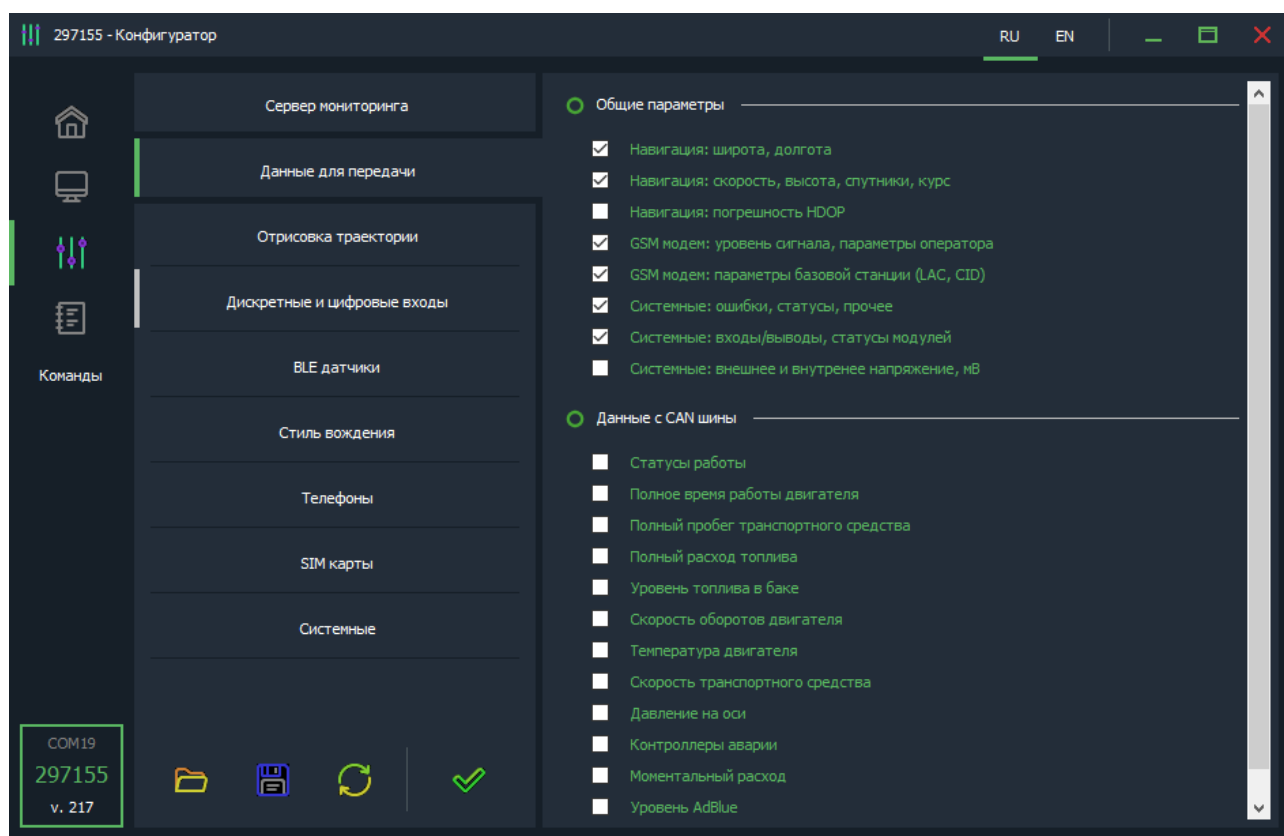 297155 - Конфигуратор
RU
EN
Команды
COM19
297155
v. 217
Сервер мониторинга
Данные для передачи
Отрисовка траектории
Дискретные и цифровые входы
BLE датчики
Стиль вождения
Телефоны
SIM карты
Системные
Общие параметры
Навигация: широта, долгота
Навигация: скорость, высота, спутники, курс
Навигация: погрешность HDOP
GSM модем: уровень сигнала, параметры оператора
GSM модем: параметры базовой станции (LAC, CID)
Системные: ошибки, статусы, прочее
Системные: входы/выводы, статусы модулей
Системные: внешнее и внутренее напряжение, мВ
Данные с CAN шины
Статусы работы
Полное время работы двигателя
Полный пробег транспортного средства
Полный расход топлива
Уровень топлива в баке
Скорость оборотов двигателя
Температура двигателя
Скорость транспортного средства
Давление на оси
Контроллеры аварии
Моментальный расход
Уровень AdBlue